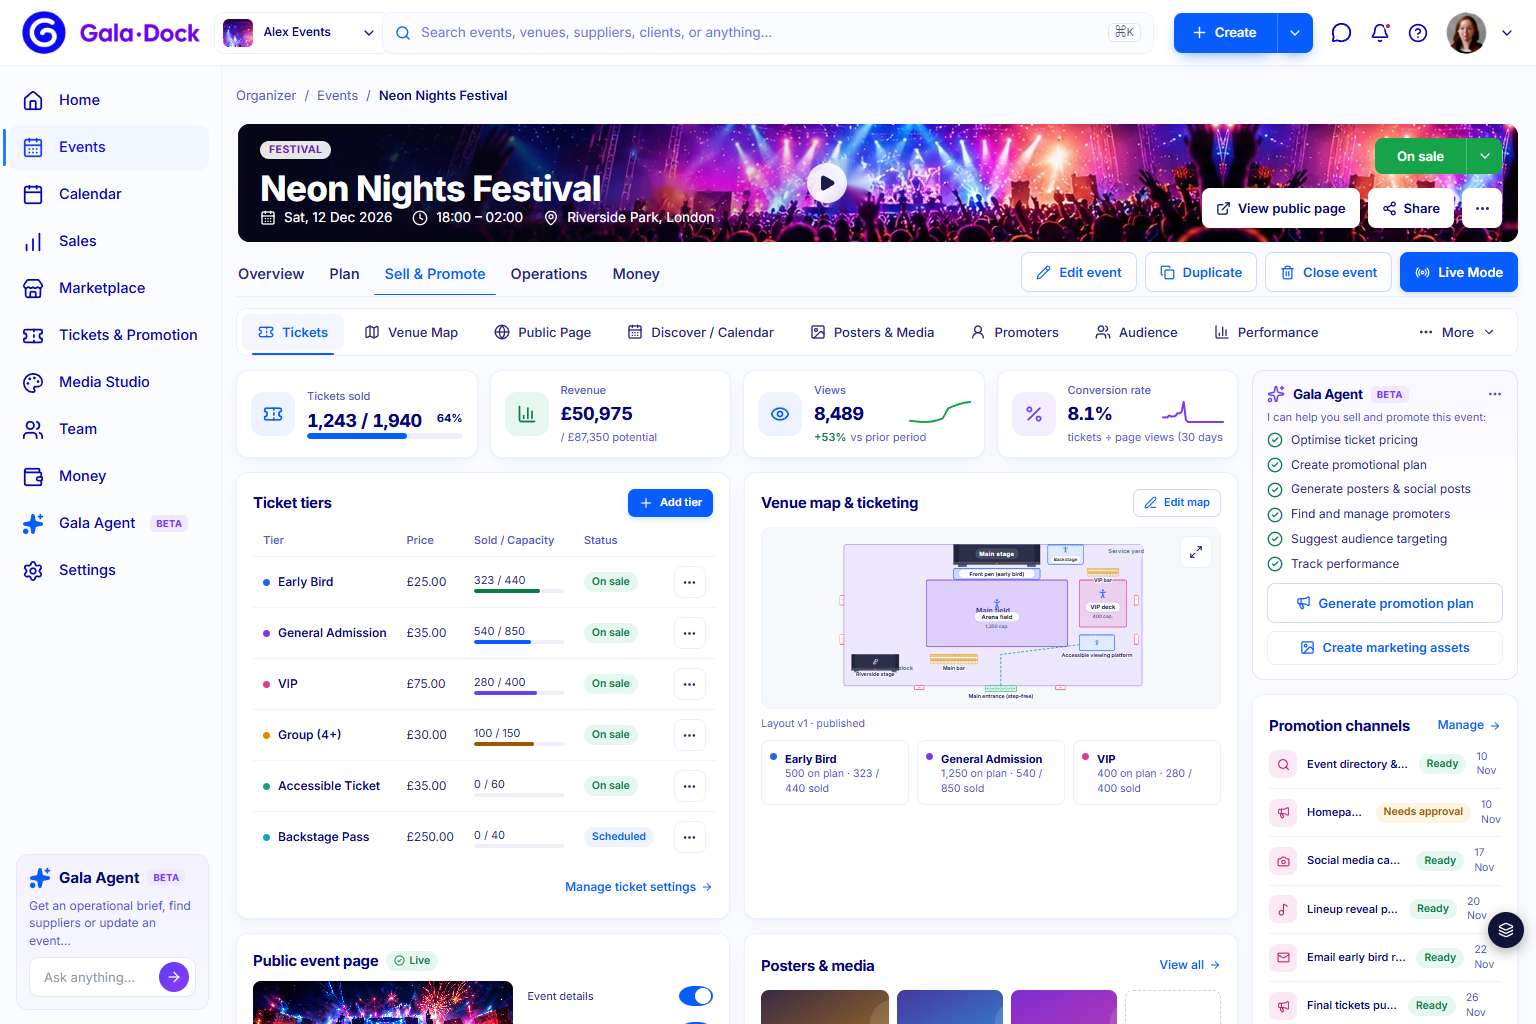 Gala·Dock
Alex Events
Search events, venues, suppliers, clients, or anything...
⌘K
+ Create
Home
Events
Calendar
Sales
Marketplace
Tickets & Promotion
Media Studio
Team
Money
Gala Agent BETA
Settings
Gala Agent BETA
Get an operational brief, find
suppliers or update an
event...
Ask anything...
Organizer / Events / Neon Nights Festival
FESTIVAL
Neon Nights Festival
Sat, 12 Dec 2026 18:00 – 02:00 Riverside Park, London
On sale
View public page
Share
Overview Plan Sell & Promote Operations Money
Edit event Duplicate Close event Live Mode
Tickets Venue Map Public Page Discover / Calendar Posters & Media Promoters Audience Performance More
Tickets sold
1,243 / 1,940 64%
Revenue
£50,975
/ £87,350 potential
Views
8,489
+53% vs prior period
Conversion rate
8.1%
tickets ÷ page views (30 days
Ticket tiers
+ Add tier
Tier Price Sold / Capacity Status
Early Bird £25.00 323 / 440 On sale
General Admission £35.00 540 / 850 On sale
VIP £75.00 280 / 400 On sale
Group (4+) £30.00 100 / 150 On sale
Accessible Ticket £35.00 0 / 60 On sale
Backstage Pass £250.00 0 / 40 Scheduled
Manage ticket settings →
Venue map & ticketing
Edit map
Main stage
Backstage
Service yard
Front pen (early bird)
VIP bar
Main field
Arena field
VIP deck
400 cap.
Accessible viewing platform
Main bar
Riverside stage
Main entrance (step-free)
Layout v1 · published
Early Bird
500 on plan · 323 /
440 sold
General Admission
1,250 on plan · 540 /
850 sold
VIP
400 on plan · 280 /
400 sold
Gala Agent BETA
I can help you sell and promote this event:
Optimise ticket pricing
Create promotional plan
Generate posters & social posts
Find and manage promoters
Suggest audience targeting
Track performance
Generate promotion plan
Create marketing assets
Promotion channels
Manage →
Event directory &... Ready 10 Nov
Homepa... Needs approval 10 Nov
Social media ca... Ready 17 Nov
Lineup reveal p... Ready 20 Nov
Email early bird r... Ready 22 Nov
Final tickets pu... Ready 26 Nov
Public event page
Live
Event details
Posters & media
View all →